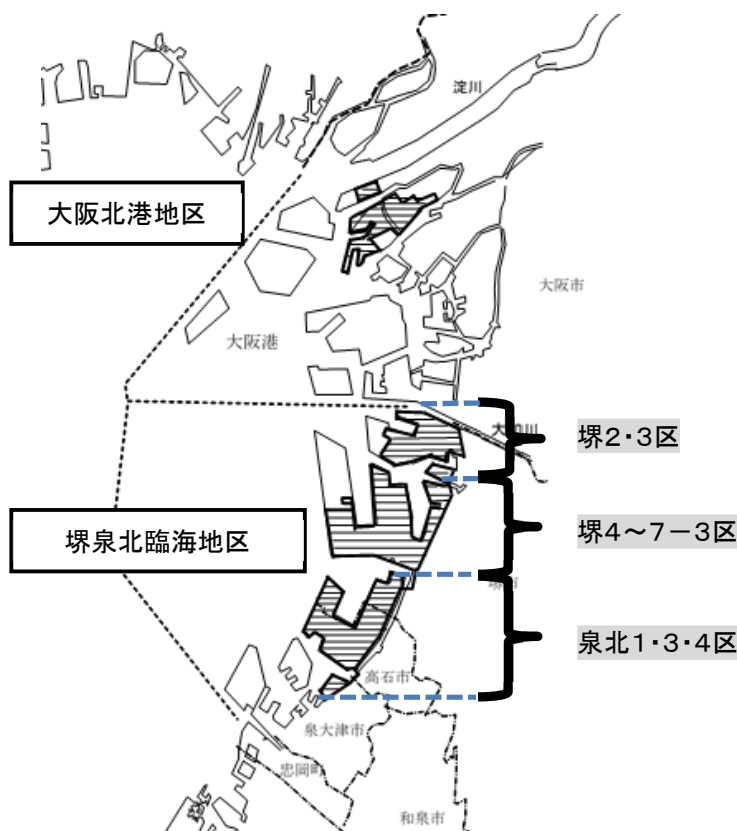 淀川
大阪北港地区
大阪市
大阪港
堺2・3区
堺泉北臨海地区
堺4～7－3区
泉北1・3・4区
高石市
泉大津市
忠岡町
和泉市